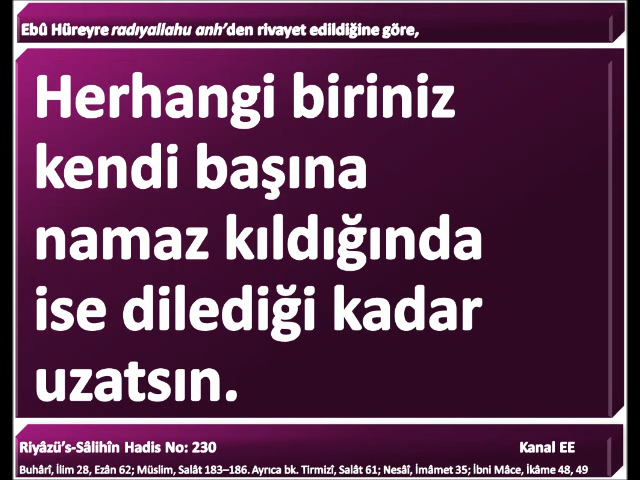 Ebû Hüreyre radıyallahu anh'den rivayet edildiğine göre,
Herhangi biriniz
kendi başına
namaz kıldığında
ise dilediği kadar
uzatsın.
Riyâzü's-Sâlihîn Hadis No: 230 Kanal EE
Buhârî, İlim 28, Ezân 62; Müslim, Salât 183–186. Ayrıca bk. Tirmizî, Salât 61; Nesaî, İmâmet 35; İbni Mâce, İkâme 48, 49